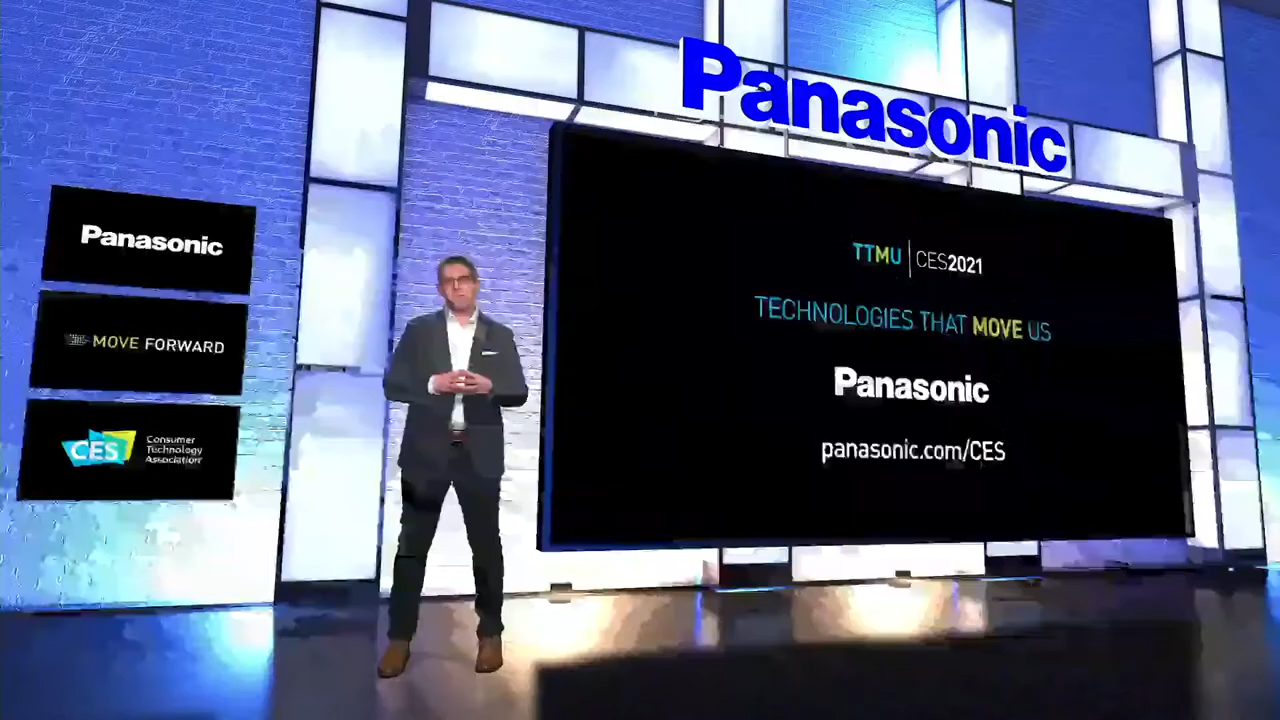 Panasonic
Panasonic
MOVE FORWARD
CES
Consumer
Technology
Association
TTMU | CES2021
TECHNOLOGIES THAT MOVE US
Panasonic
panasonic.com/CES